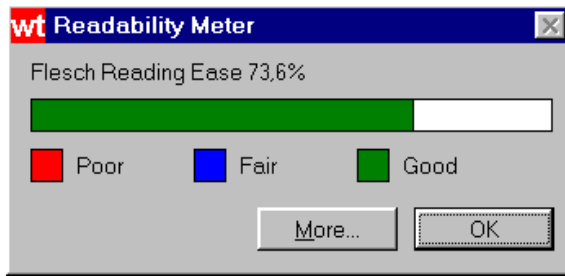 wt Readability Meter
Flesch Reading Ease 73,6%
Poor Fair Good
More... OK